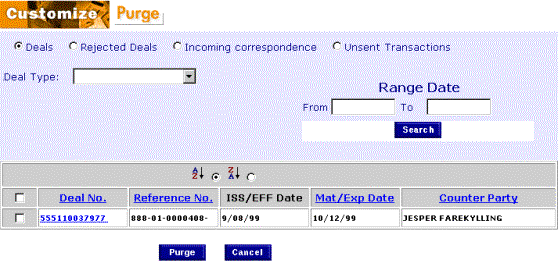 Customize Purge
Deals Rejected Deals Incoming correspondence Unsent Transactions
Deal Type:
Range Date
From To
Search
A Z Z A
Deal No. Reference No. ISS/EFF Date Mat/Exp Date Counter Party
555110037977 888-01-0000408- 9/08/99 10/12/99 JESPER FAREKYLLING
Purge Cancel